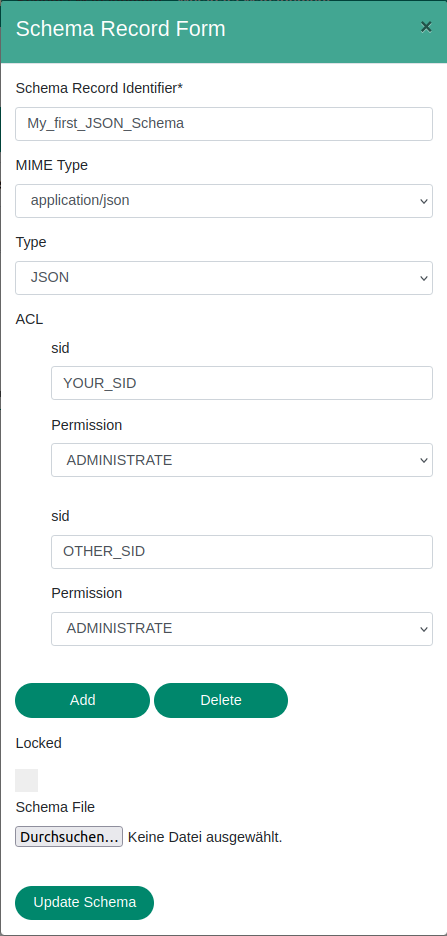 Schema Record Form ×
Schema Record Identifier*
My_first_JSON_Schema
MIME Type
application/json
Type
JSON
ACL
sid
YOUR_SID
Permission
ADMINISTRATE
sid
OTHER_SID
Permission
ADMINISTRATE
Add Delete
Locked
Schema File
Durchsuchen... Keine Datei ausgewählt.
Update Schema